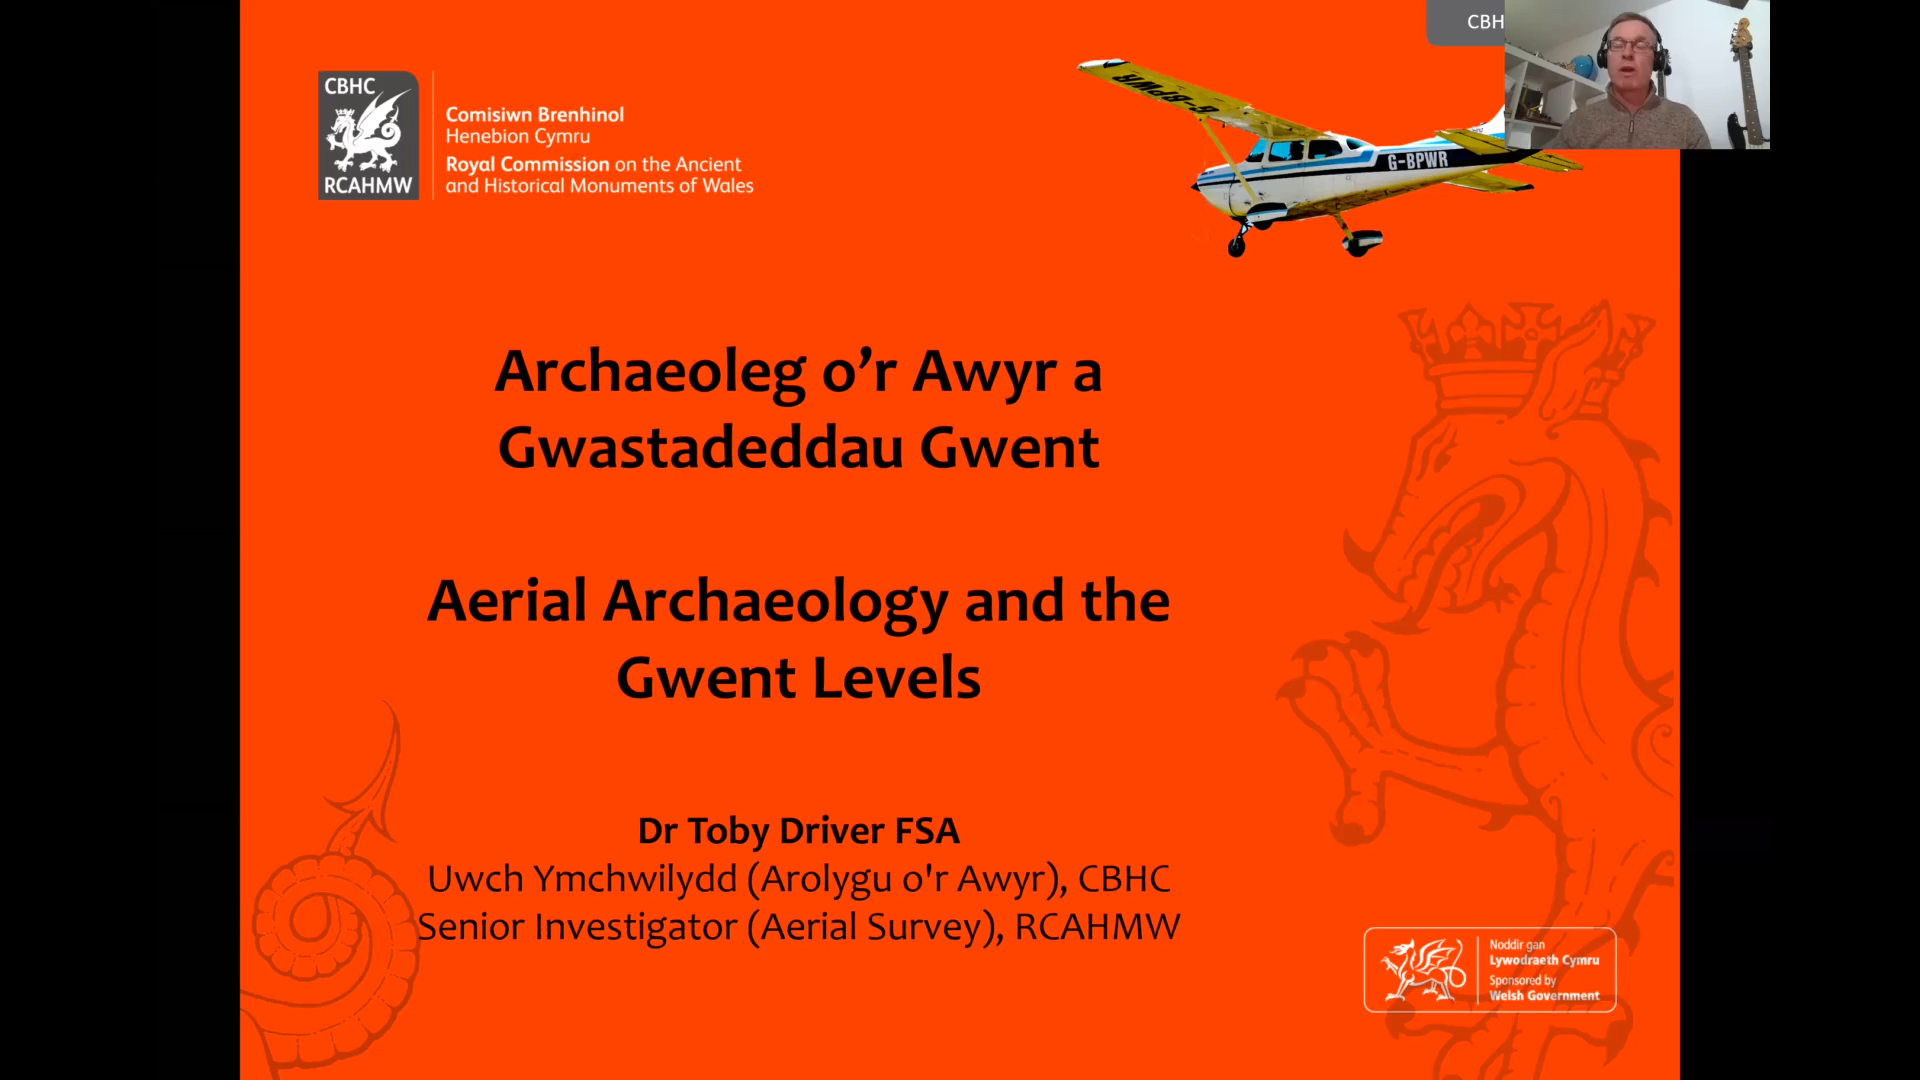 CBHC
RCAHMW
Comisiwn Brenhinol
Henebion Cymru
Royal Commission on the Ancient
and Historical Monuments of Wales
G-BPWR
G-BPWR
CBH
Archaeoleg o’r Awyr a
Gwastadeddau Gwent
Aerial Archaeology and the
Gwent Levels
Dr Toby Driver FSA
Uwch Ymchwilydd (Arolygu o'r Awyr), CBHC
Senior Investigator (Aerial Survey), RCAHMW
Noddir gan
Lywodraeth Cymru
Sponsored by
Welsh Government